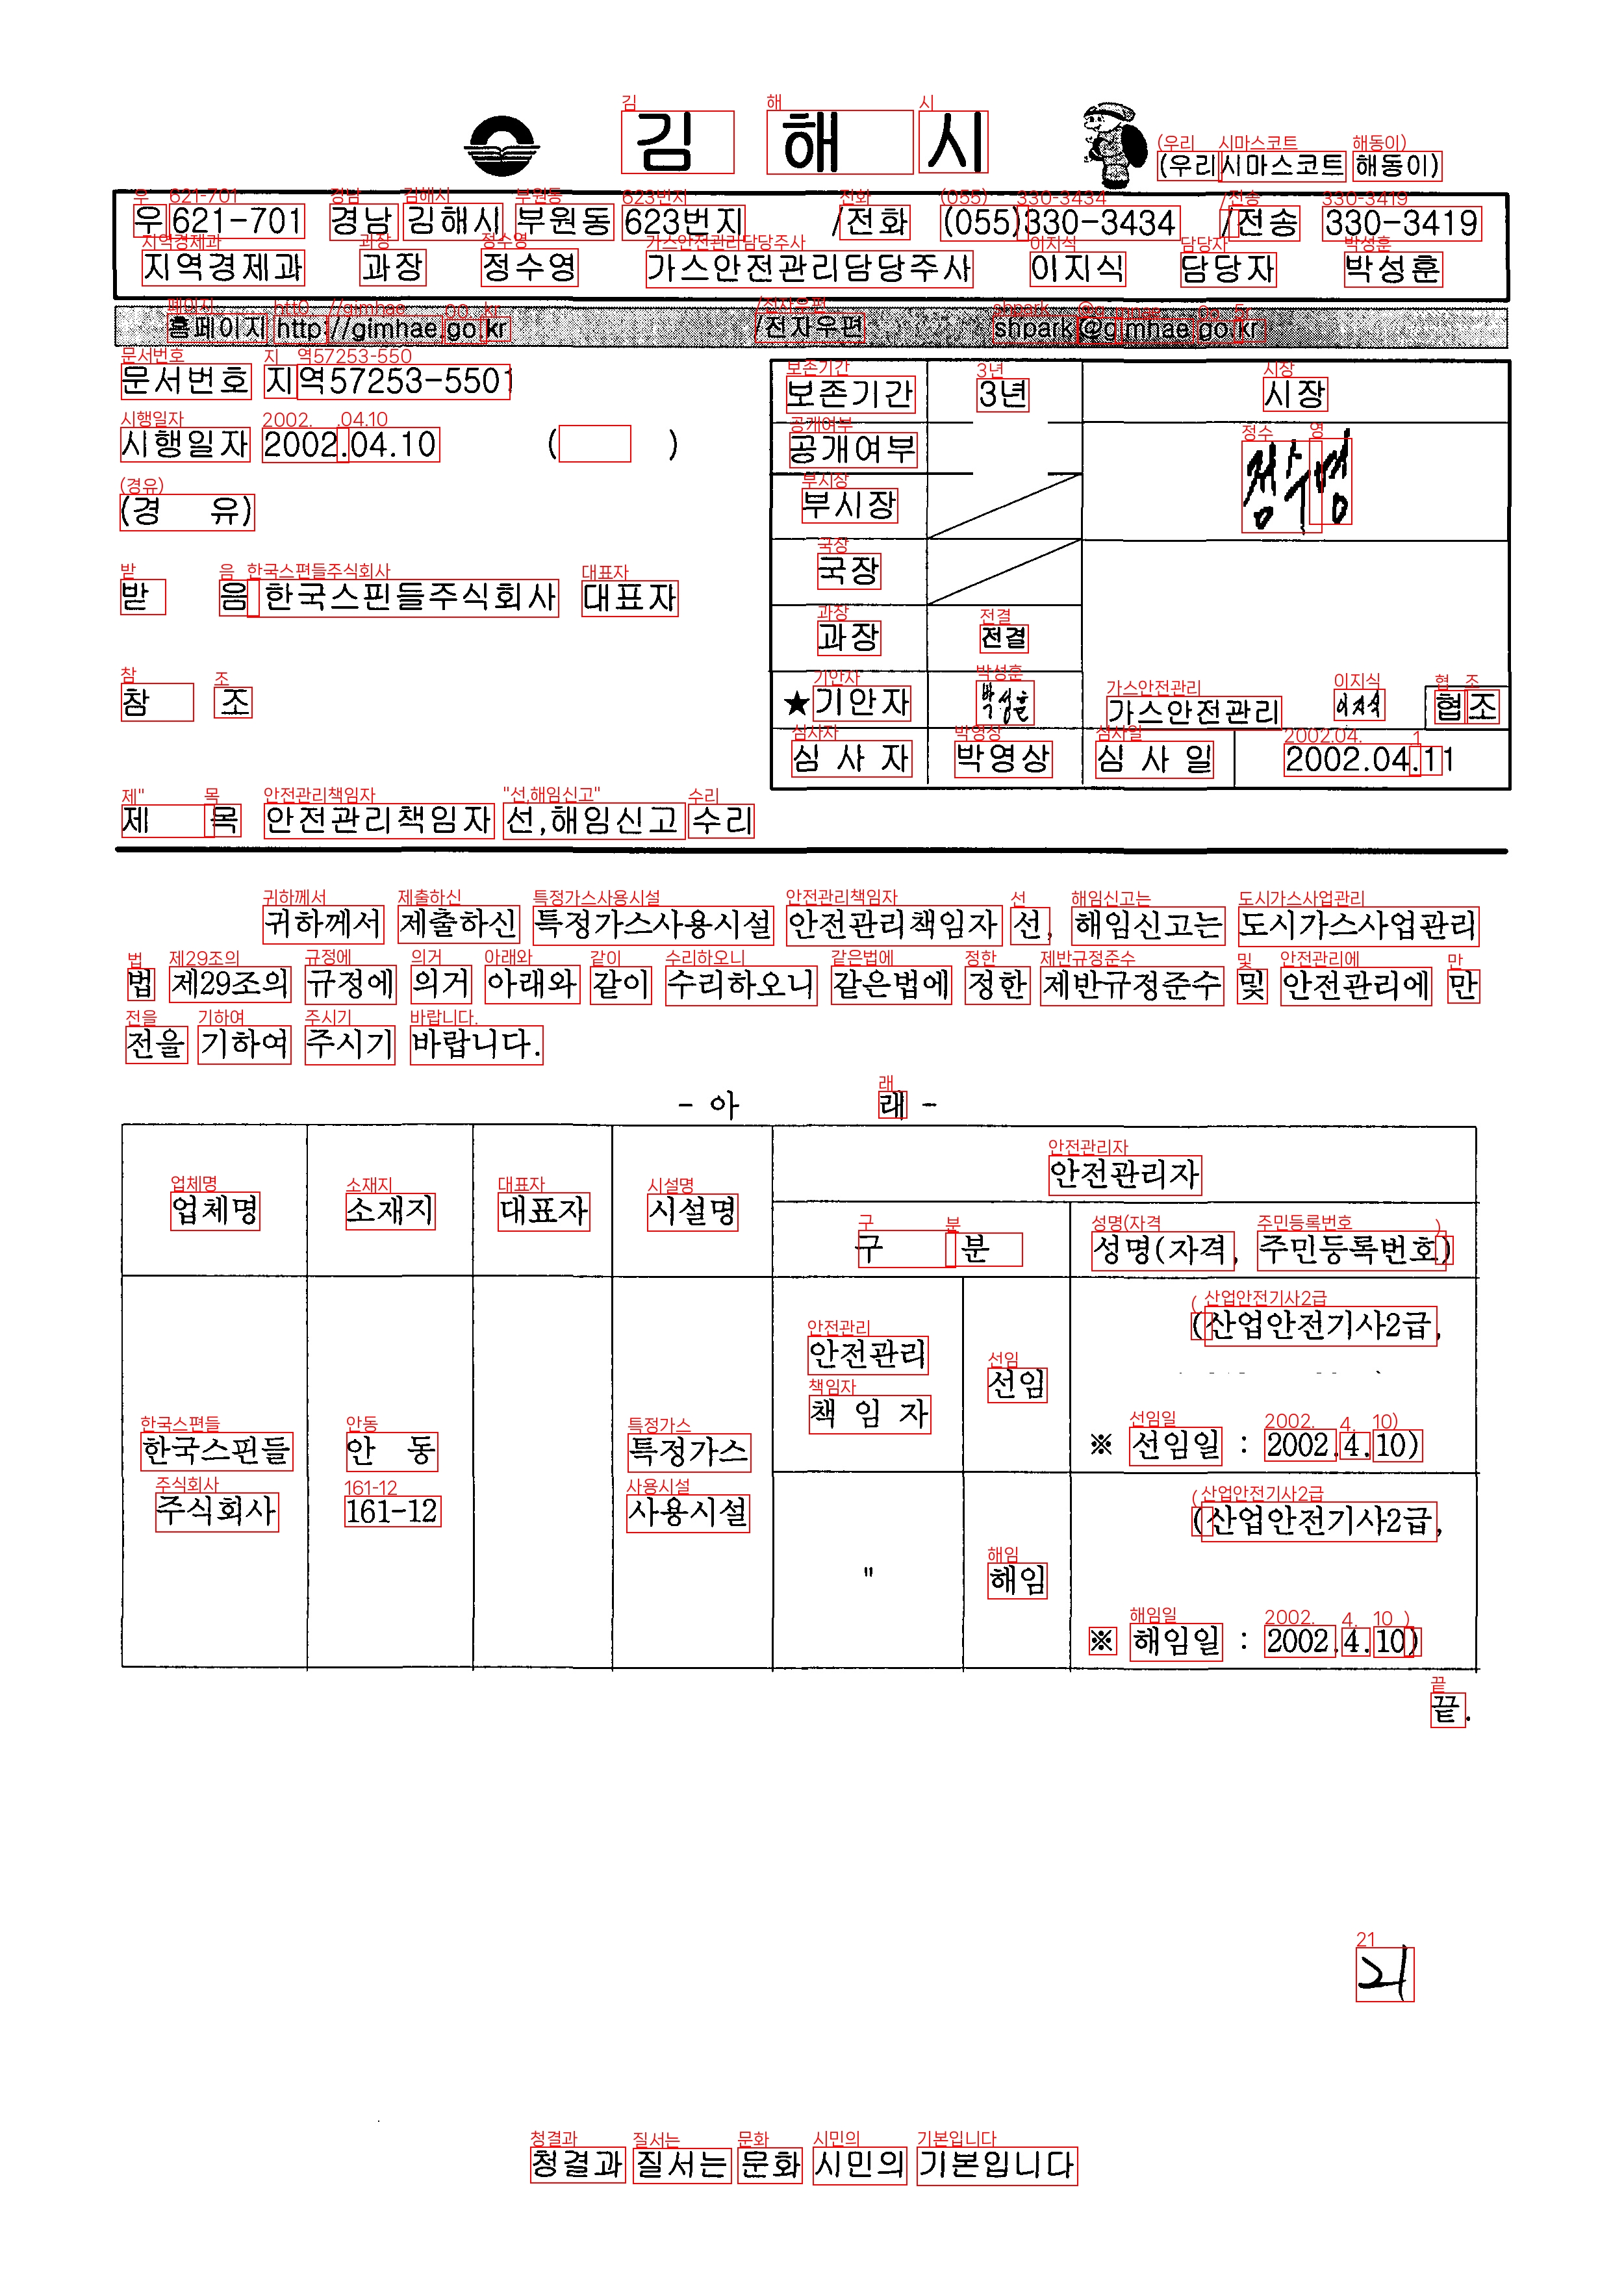 김 해 시 (우리시마스코트 해동이)
우 621-701 경남 김해시 부원동 623번지 /전화 (055)330-3434 /전송 330-3419
지역경제과 과장 정수영 가스안전관리담당주사 이지식 담당자 박성훈
홈페이지 http://gimhae.go.kr /전자우편 shpark@gimhae.go.kr
문서번호 지역57253-5501
시행일자 2002.04.10 ( )
(경 유)
받 음 한국스핀들주식회사 대표자
참 조
보존기간 3년 시장
공개여부 정수영
부시장
국장
과장 전결
★기안자 박성훈 가스안전관리 이지식 협조
심 사 자 박영상 심 사 일 2002.04.11
제 목 안전관리책임자 선,해임신고 수리
귀하께서 제출하신 특정가스사용시설 안전관리책임자 선, 해임신고는 도시가스사업관리
법 제29조의 규정에 의거 아래와 같이 수리하오니 같은법에 정한 제반규정준수 및 안전관리에 만
전을 기하여 주시기 바랍니다.
- 아 래 -
업체명 소재지 대표자 시설명 안전관리자
구 분 성명(자격, 주민등록번호)
한국스핀들 주식회사
안 동 161-12
특정가스 사용시설
안전관리 책 임 자
선임
(산업안전기사2급,
※ 선임일 : 2002.4.10)
" 해임
(산업안전기사2급,
※ 해임일 : 2002.4.10)
끝.
21
청결과 질서는 문화 시민의 기본입니다